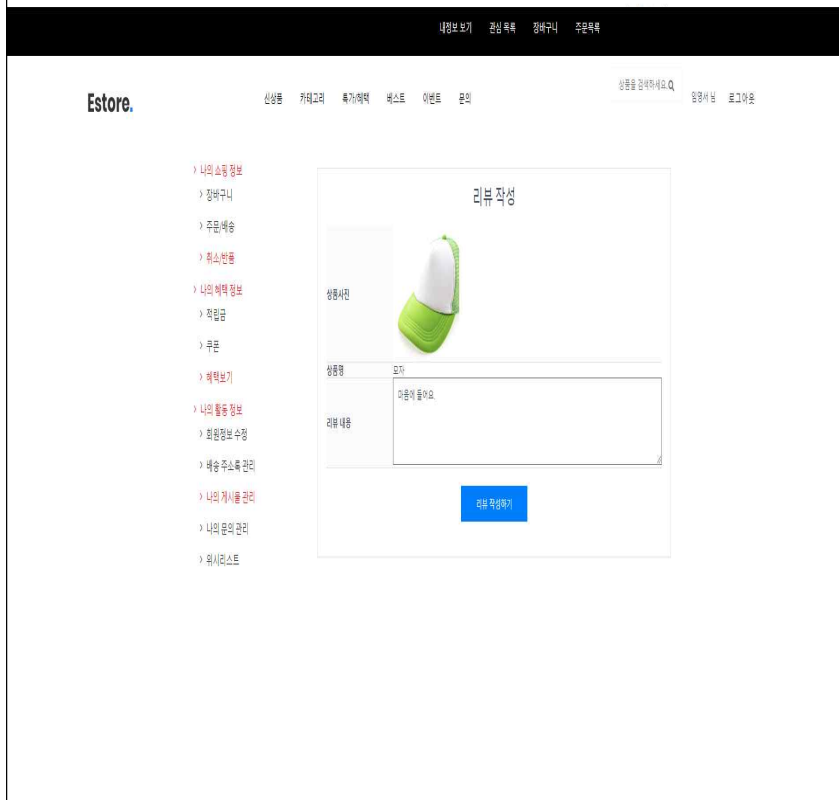 내정보 보기 관심 목록 장바구니 주문목록
Estore. 신상품 카테고리 특가/혜택 베스트 이벤트 문의 상품을 검색하세요. 임명서 님 로그아웃
> 나의 쇼핑 정보
> 장바구니
> 주문/배송
> 취소/반품
> 나의 혜택 정보
> 적립금
> 쿠폰
> 혜택보기
> 나의 활동 정보
> 회원정보 수정
> 배송 주소록 관리
> 나의 게시물 관리
> 나의 문의 관리
> 위시리스트
리뷰 작성
상품사진
상품명 모자
리뷰 내용 마음에 들어요
리뷰 작성하기